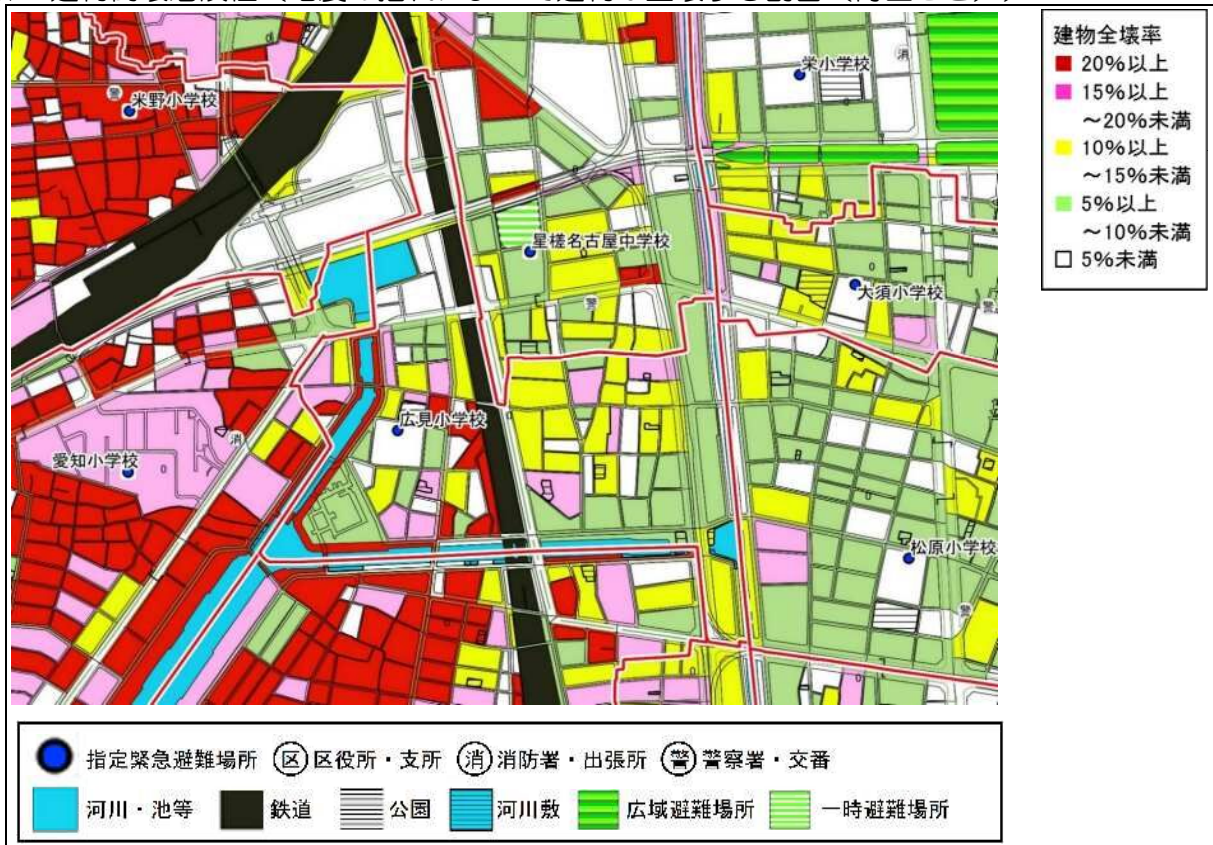 建物全壊率
20%以上
15%以上
～20%未満
10%以上
～15%未満
5%以上
～10%未満
5%未満
栄小学校
消
警
米野小学校
星槎名古屋中学校
大須小学校
警
警
広見小学校
消
愛知小学校
松原小学校
警
指定緊急避難場所
区 区役所・支所
消 消防署・出張所
警 警察署・交番
河川・池等
鉄道
公園
河川敷
広域避難場所
一時避難場所